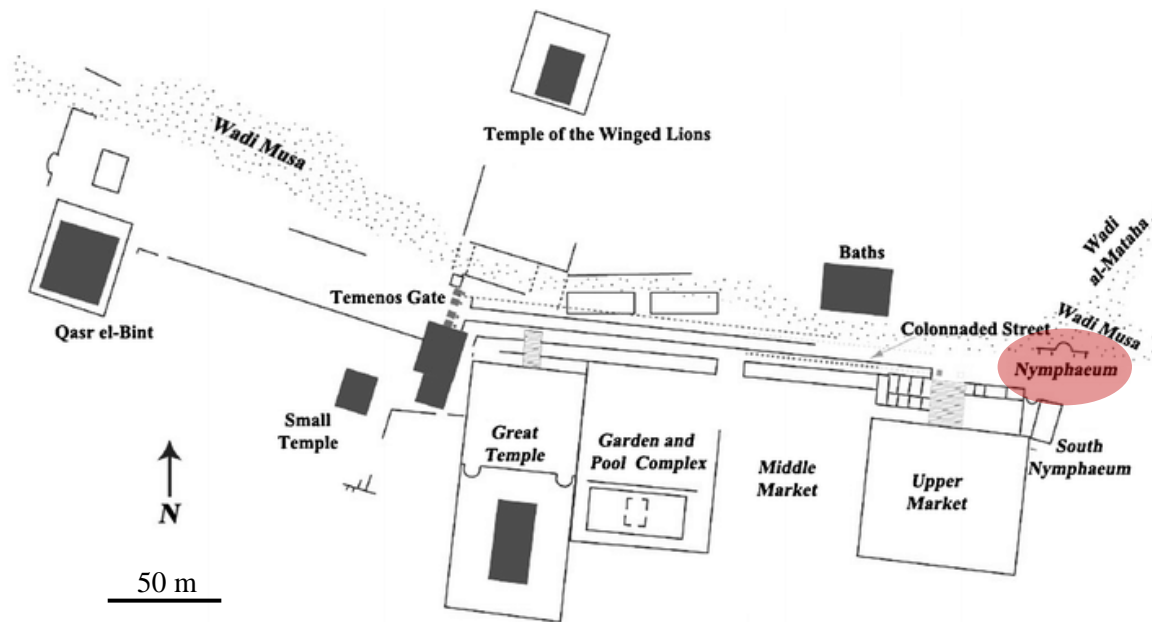 Wadi Musa
Temple of the Winged Lions
Wadi
al-Mataha
Baths
Temenos Gate
Wadi Musa
Qasr el-Bint
Colonnaded Street
Nymphaeum
Small
Temple
Great
Temple
Garden and
Pool Complex
Middle
Market
Upper
Market
South
Nymphaeum
N
50 m